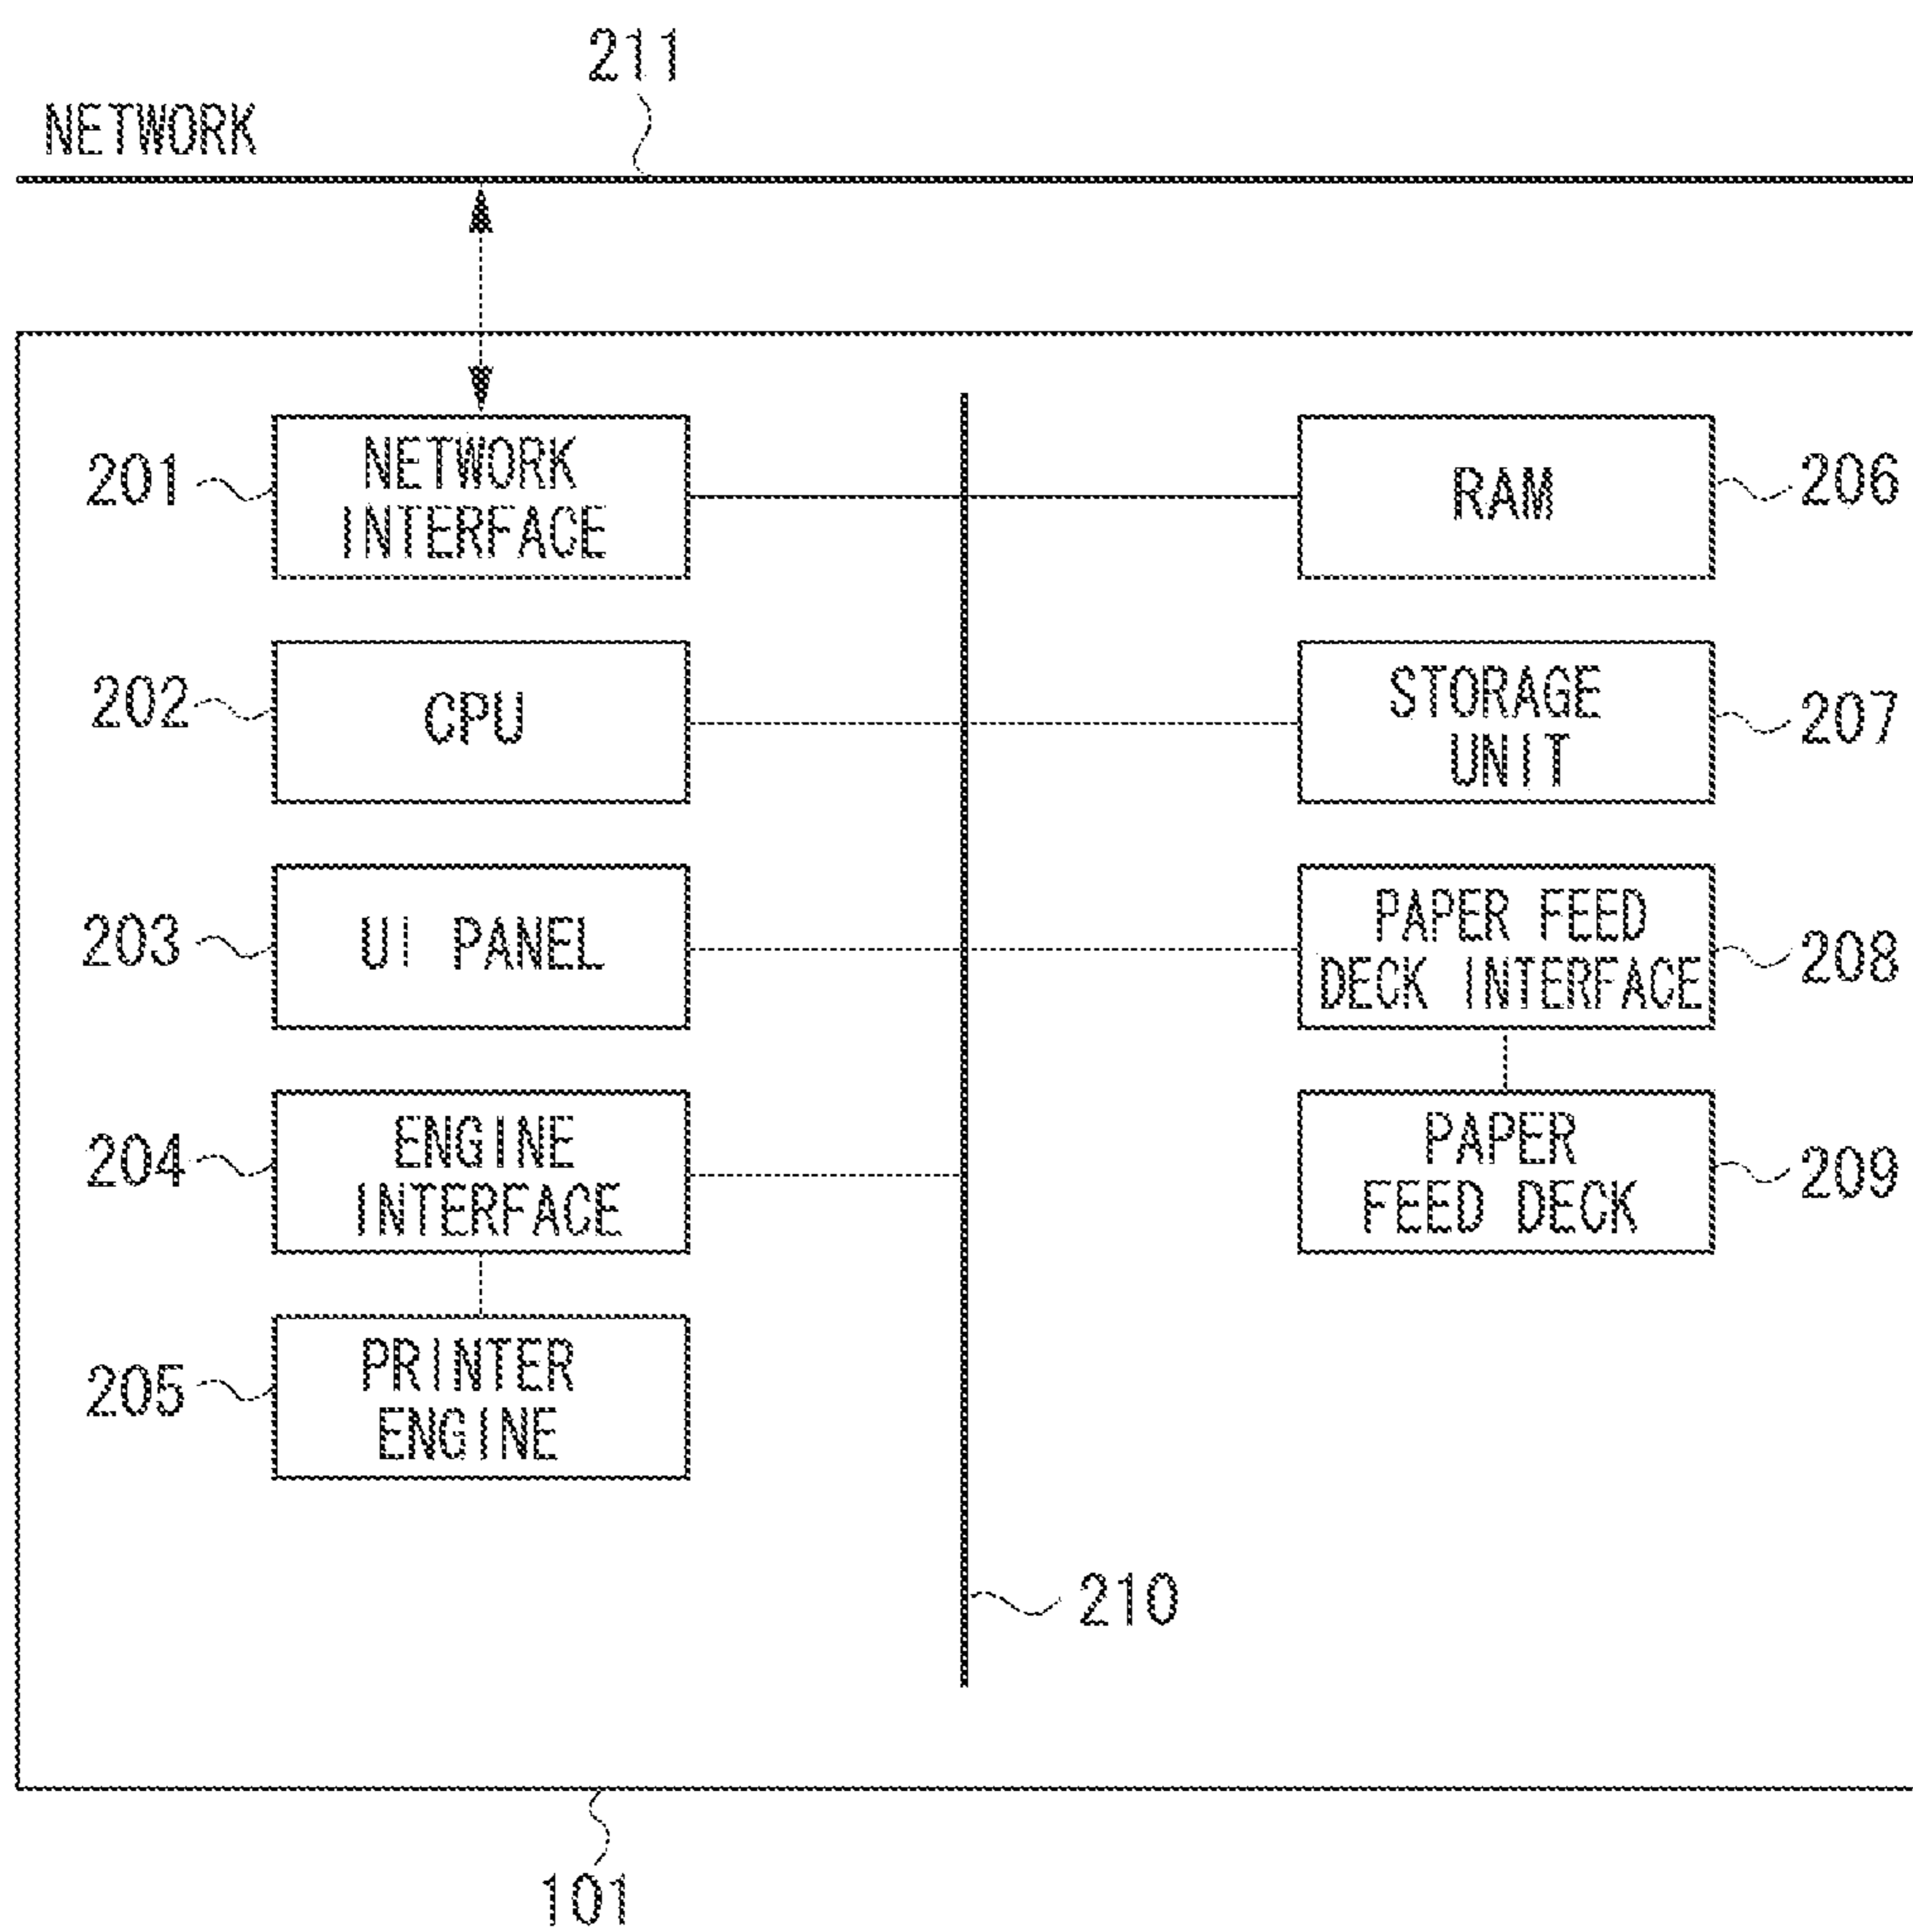 211
NETWORK
201
NETWORK
INTERFACE
RAM
206
202
CPU
STORAGE
UNIT
207
203
UI PANEL
PAPER FEED
DECK INTERFACE
208
204
ENGINE
INTERFACE
PAPER
FEED DECK
209
205
PRINTER
ENGINE
210
101